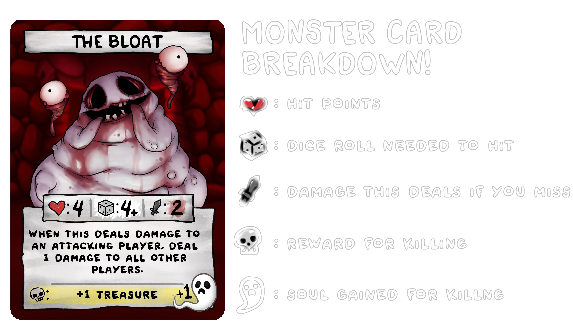 THE BLOAT
:4 :4+ :2
WHEN THIS DEALS DAMAGE TO
AN ATTACKING PLAYER, DEAL
1 DAMAGE TO ALL OTHER
PLAYERS.
: +1 TREASURE +1
MONSTER CARD
BREAKDOWN!
: HIT POINTS
: DICE ROLL NEEDED TO HIT
: DAMAGE THIS DEALS IF YOU MISS
: REWARD FOR KILLING
: SOUL GAINED FOR KILLNG